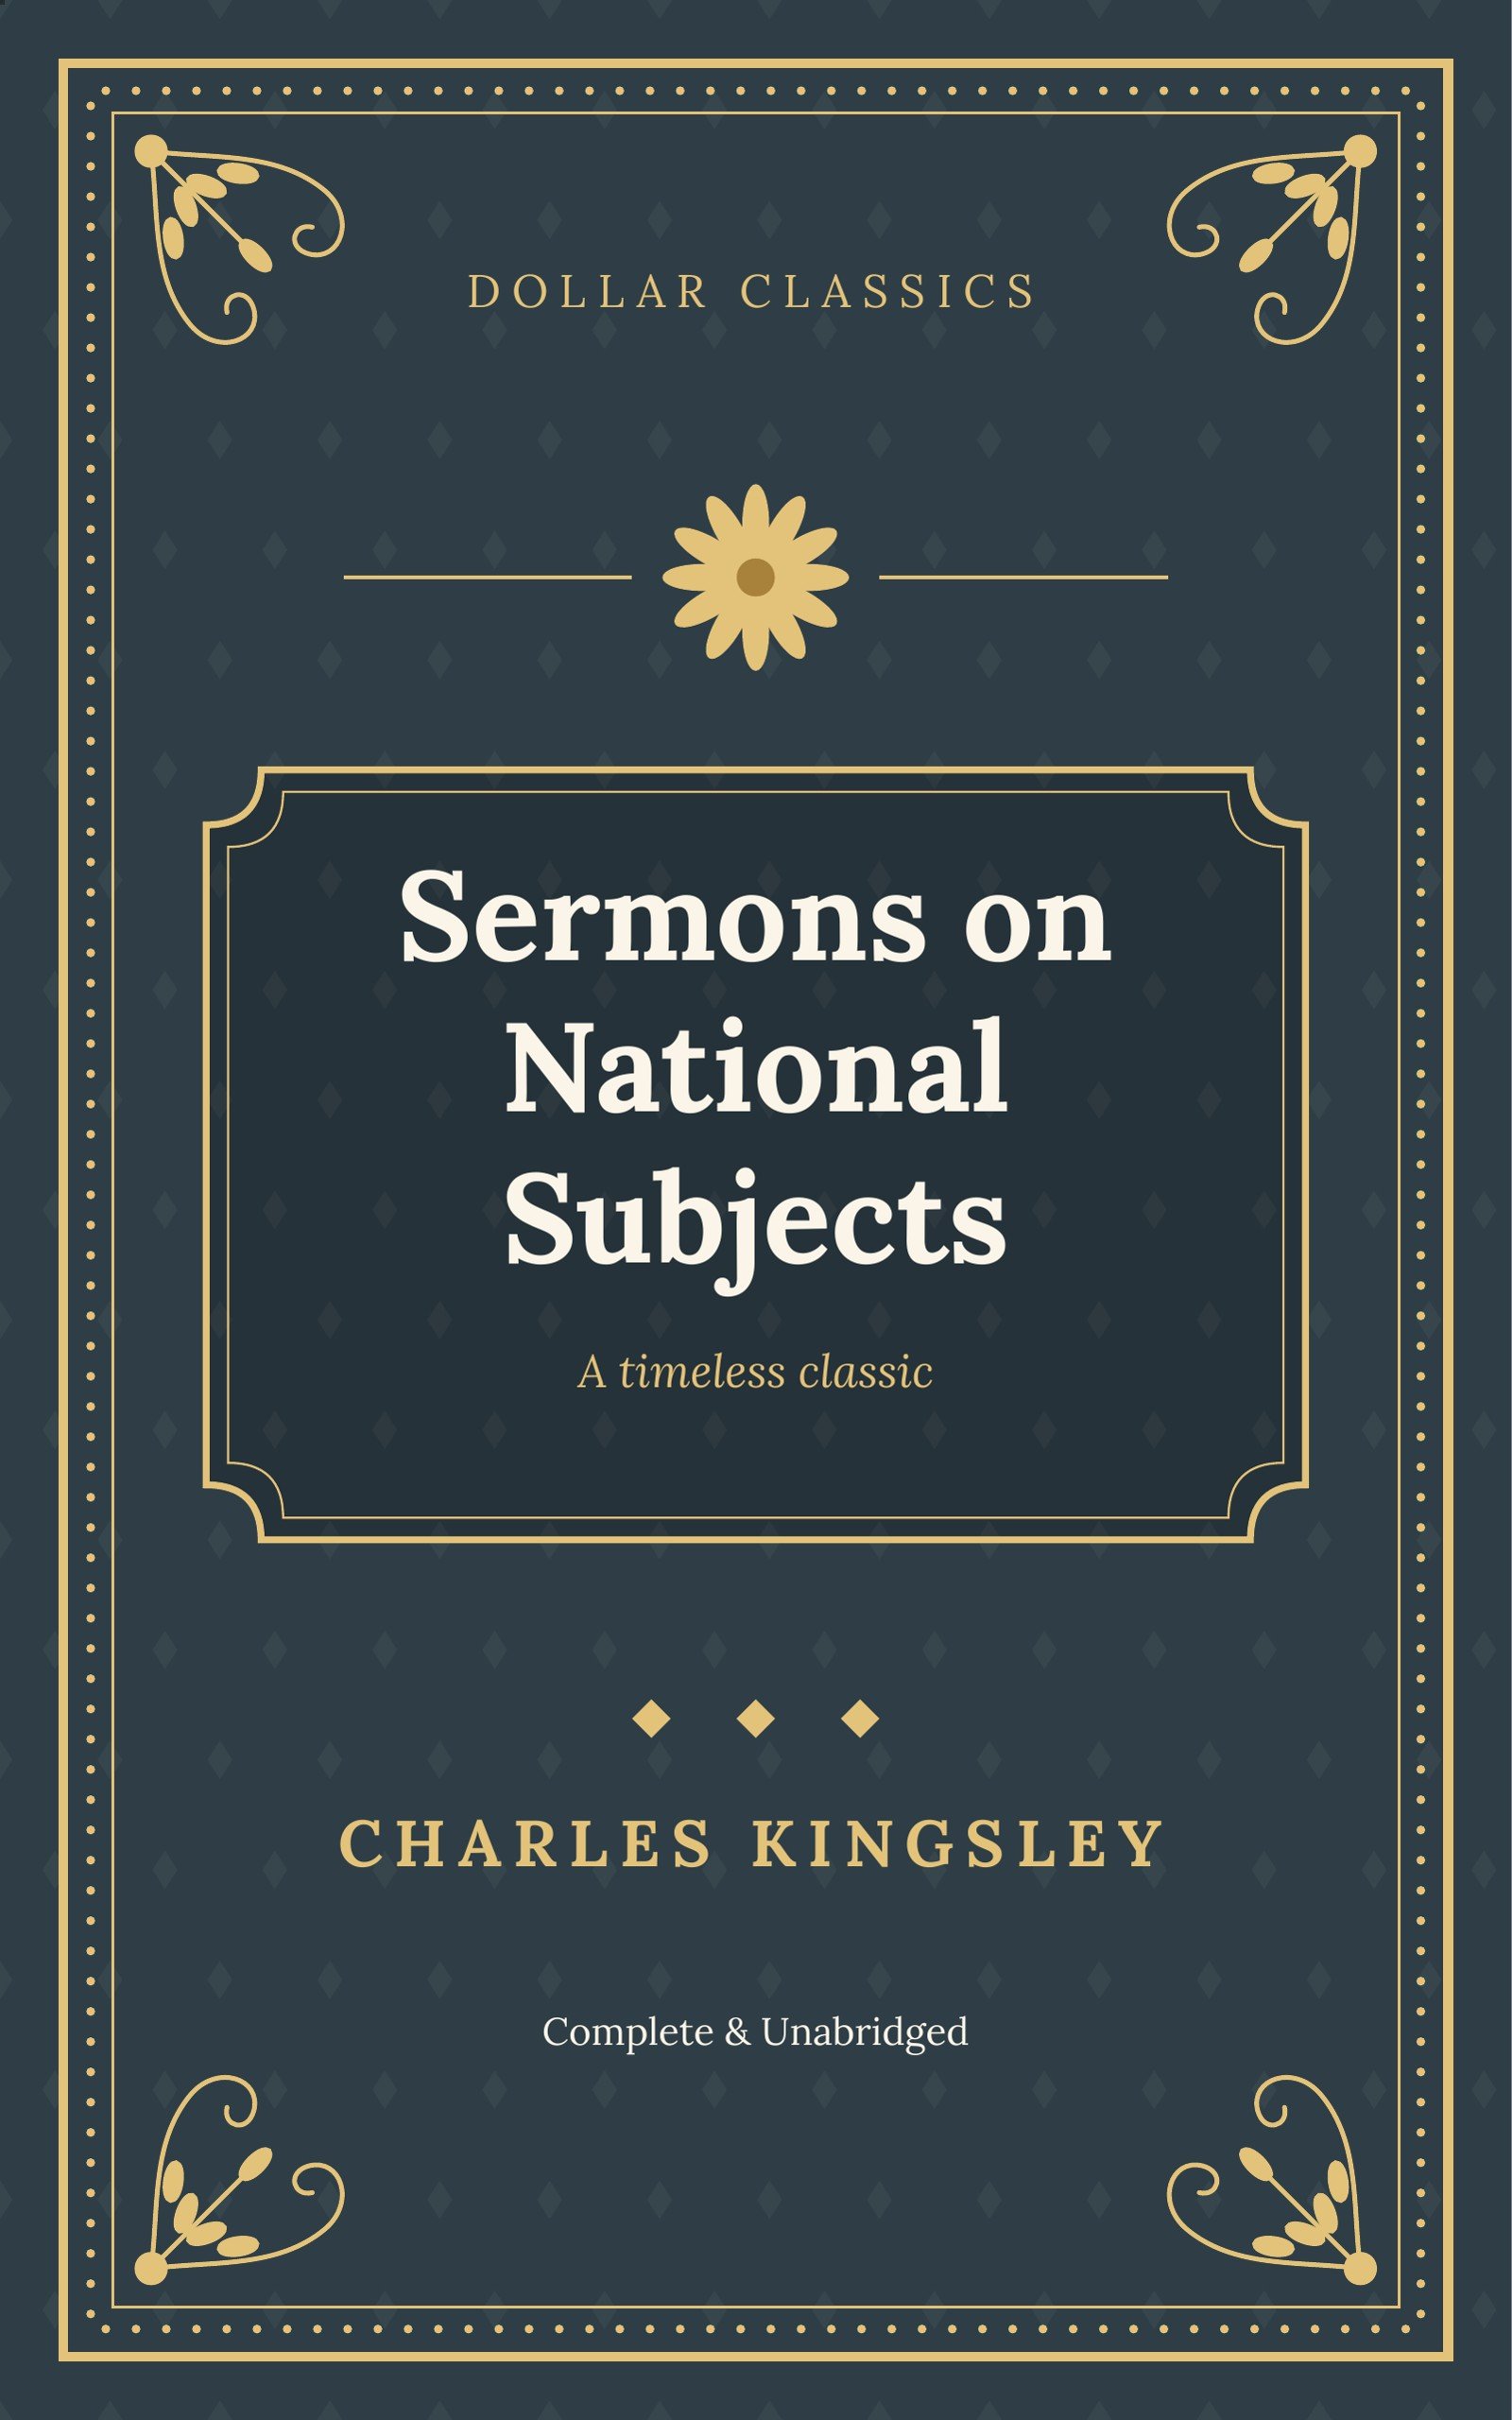 DOLLAR CLASSICS
Sermons on
National
Subjects
A timeless classic
CHARLES KINGSLEY
Complete & Unabridged